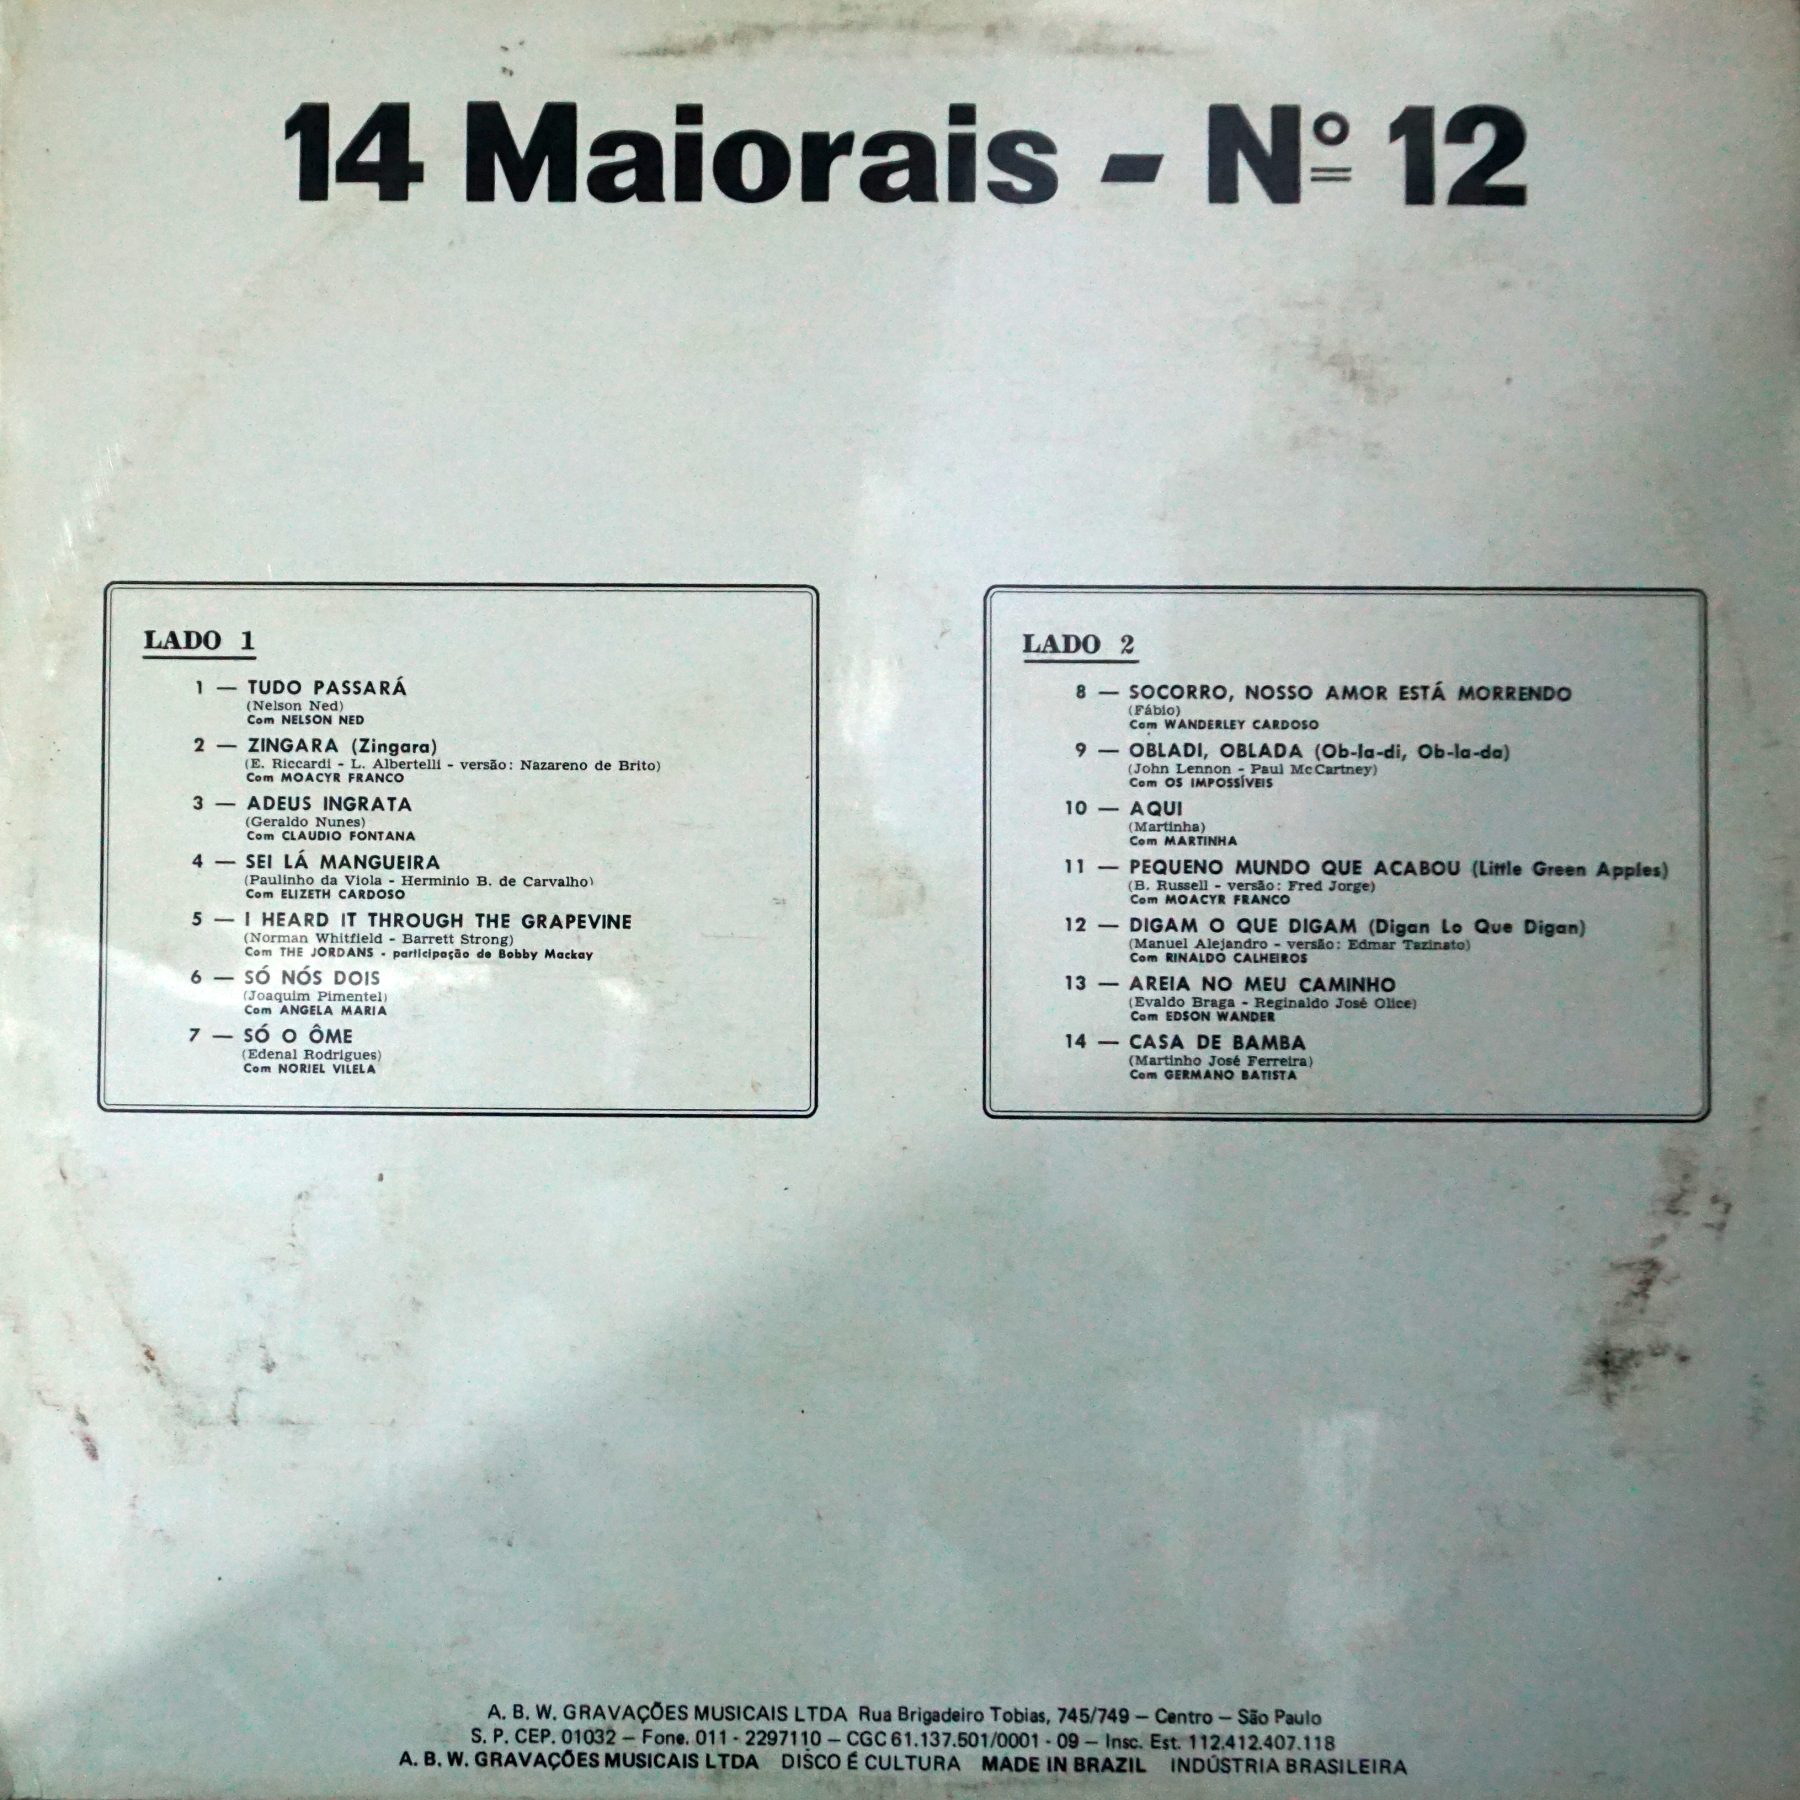 14 Maiorais - Nº 12
LADO 1
1 — TUDO PASSARÁ
(Nelson Ned)
Com NELSON NED
2 — ZINGARA (Zingara)
(E. Riccardi - L. Albertelli - versão: Nazareno de Brito)
Com MOACYR FRANCO
3 — ADEUS INGRATA
(Geraldo Nunes)
Com CLAUDIO FONTANA
4 — SEI LÁ MANGUEIRA
(Paulinho da Viola - Herminio B. de Carvalho)
Com ELIZETH CARDOSO
5 — I HEARD IT THROUGH THE GRAPEVINE
(Norman Whitfield - Barrett Strong)
Com THE JORDANS - participação de Bobby Mackay
6 — SÓ NÓS DOIS
(Joaquim Pimentel)
Com ANGELA MARIA
7 — SÓ O ÔME
(Edenal Rodrigues)
Com NORIEL VILELA
LADO 2
8 — SOCORRO, NOSSO AMOR ESTÁ MORRENDO
(Fábio)
Com WANDERLEY CARDOSO
9 — OBLADI, OBLADA (Ob-la-di, Ob-la-da)
(John Lennon - Paul McCartney)
Com OS IMPOSSÍVEIS
10 — AQUI
(Martinha)
Com MARTINHA
11 — PEQUENO MUNDO QUE ACABOU (Little Green Apples)
(B. Russell - versão: Fred Jorge)
Com MOACYR FRANCO
12 — DIGAM O QUE DIGAM (Digan Lo Que Digan)
(Manuel Alejandro - versão: Edmar Tazinato)
Com RINALDO CALHEIROS
13 — AREIA NO MEU CAMINHO
(Evaldo Braga - Reginaldo José Olice)
Com EDSON WANDER
14 — CASA DE BAMBA
(Martinho José Ferreira)
Com GERMANO BATISTA
A. B. W. GRAVAÇÕES MUSICAIS LTDA Rua Brigadeiro Tobias, 745/749 — Centro — São Paulo
S. P. CEP. 01032 — Fone. 011 - 2297110 — CGC 61.137.501/0001 - 09 — Insc. Est. 112.412.407.118
A. B. W. GRAVAÇÕES MUSICAIS LTDA DISCO É CULTURA MADE IN BRAZIL INDÚSTRIA BRASILEIRA